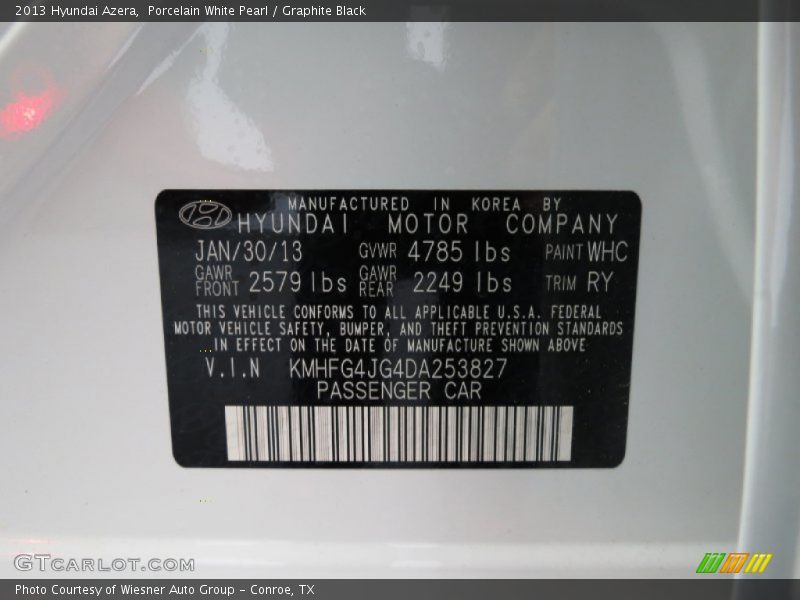 2013 Hyundai Azera, Porcelain White Pearl / Graphite Black
MANUFACTURED IN KOREA BY
HYUNDAI MOTOR COMPANY
JAN/30/13 GVWR 4785 lbs PAINT WHC
GAWR FRONT 2579 lbs GAWR REAR 2249 lbs TRIM RY
THIS VEHICLE CONFORMS TO ALL APPLICABLE U.S.A. FEDERAL
MOTOR VEHICLE SAFETY, BUMPER, AND THEFT PREVENTION STANDARDS
IN EFFECT ON THE DATE OF MANUFACTURE SHOWN ABOVE
V.I.N KMHFG4JG4DA253827
PASSENGER CAR
GTCARLOT.COM
Photo Courtesy of Wiesner Auto Group - Conroe, TX